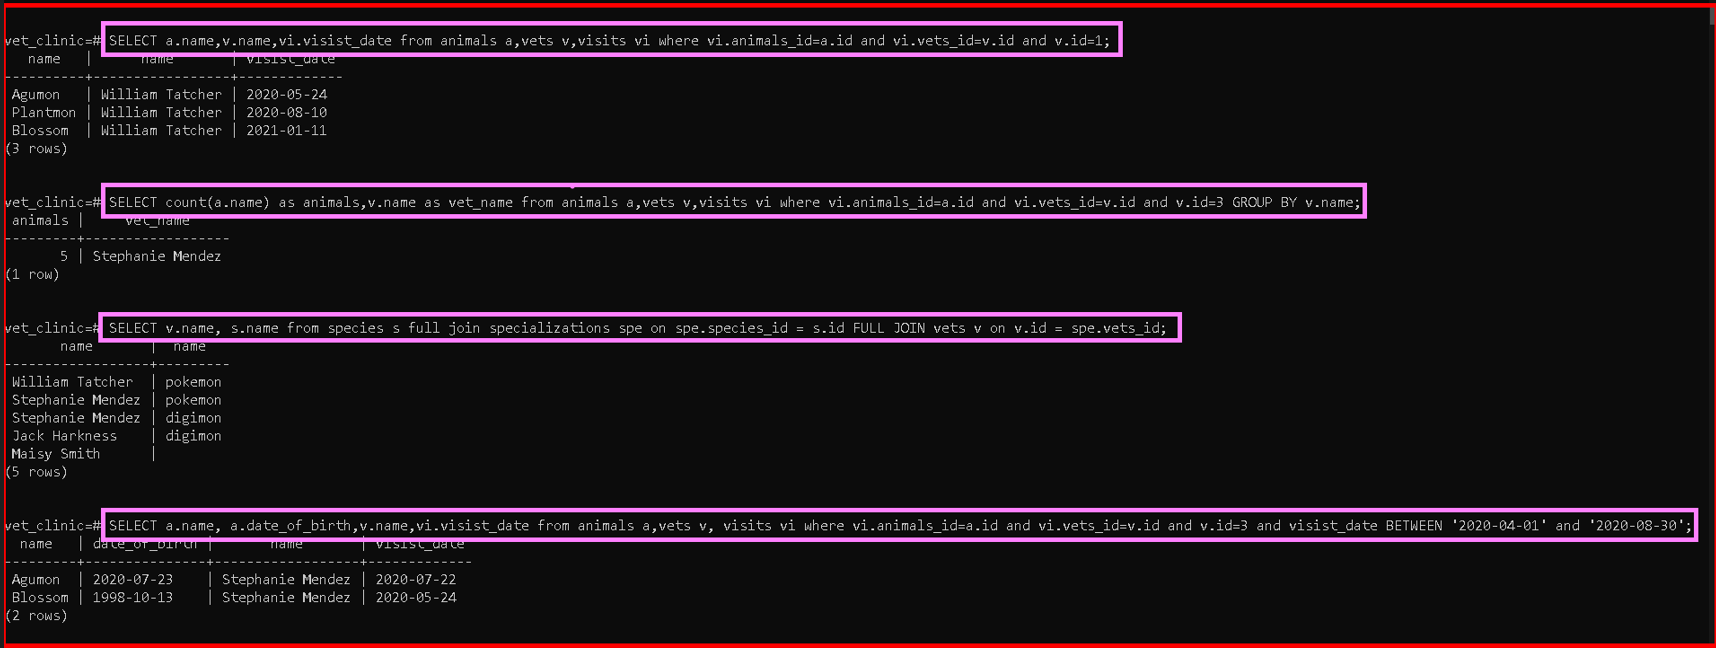 vet_clinic=# SELECT a.name,v.name,vi.visist_date from animals a,vets v,visits vi where vi.animals_id=a.id and vi.vets_id=v.id and v.id=1;
name | name | visist_date
---------+----------------+-------------
Agumon | William Tatcher | 2020-05-24
Plantmon | William Tatcher | 2020-08-10
Blossom | William Tatcher | 2021-01-11
(3 rows)
vet_clinic=# SELECT count(a.name) as animals,v.name as vet_name from animals a,vets v,visits vi where vi.animals_id=a.id and vi.vets_id=v.id and v.id=3 GROUP BY v.name;
animals | vet_name
---------+------------------
5 | Stephanie Mendez
(1 row)
vet_clinic=# SELECT v.name, s.name from species s full join specializations spe on spe.species_id = s.id FULL JOIN vets v on v.id = spe.vets_id;
name | name
------------------+---------
William Tatcher | pokemon
Stephanie Mendez | pokemon
Stephanie Mendez | digimon
Jack Harkness | digimon
Maisy Smith |
(5 rows)
vet_clinic=# SELECT a.name, a.date_of_birth,v.name,vi.visist_date from animals a,vets v, visits vi where vi.animals_id=a.id and vi.vets_id=v.id and v.id=3 and visist_date BETWEEN '2020-04-01' and '2020-08-30';
name | date_of_birth | name | visist_date
---------+---------------+------------------+-------------
Agumon | 2020-07-23 | Stephanie Mendez | 2020-07-22
Blossom | 1998-10-13 | Stephanie Mendez | 2020-05-24
(2 rows)